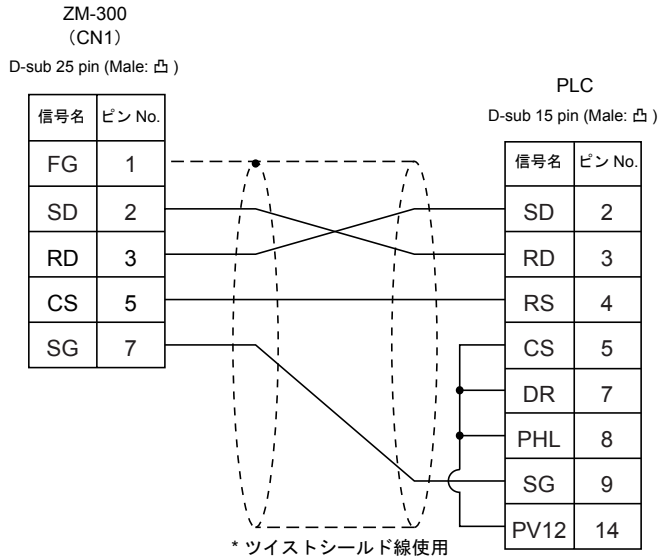 ZM-300
（CN1）
D-sub 25 pin (Male: 凸 )
信号名 ピン No.
FG 1
SD 2
RD 3
CS 5
SG 7
PLC
D-sub 15 pin (Male: 凸 )
信号名 ピン No.
SD 2
RD 3
RS 4
CS 5
DR 7
PHL 8
SG 9
PV12 14
* ツイストシールド線使用